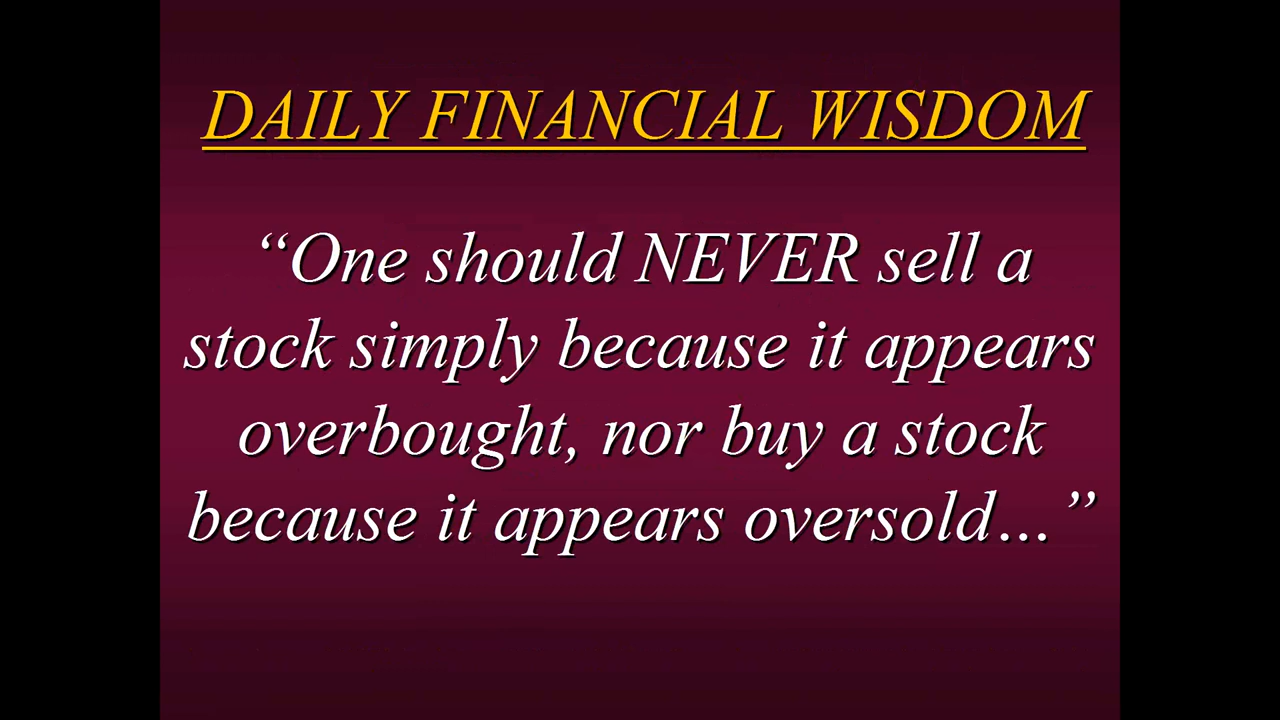 DAILY FINANCIAL WISDOM
“One should NEVER sell a
stock simply because it appears
overbought, nor buy a stock
because it appears oversold…”